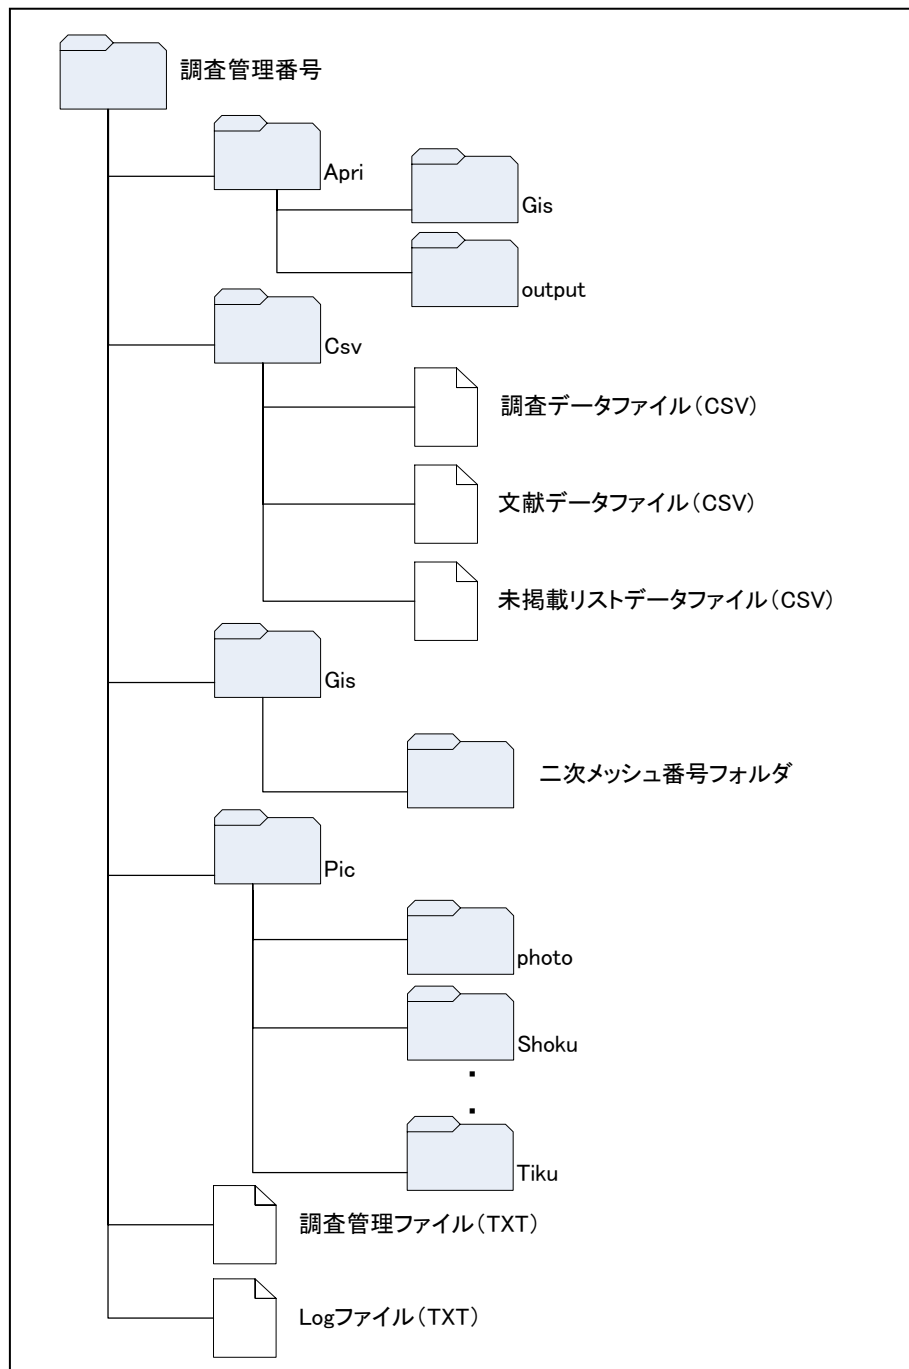 調査管理番号
Apri
Gis
output
Csv
調査データファイル(CSV)
文献データファイル(CSV)
未掲載リストデータファイル(CSV)
Gis
二次メッシュ番号フォルダ
Pic
photo
Shoku
・
・
Tiku
調査管理ファイル(TXT)
Logファイル(TXT)